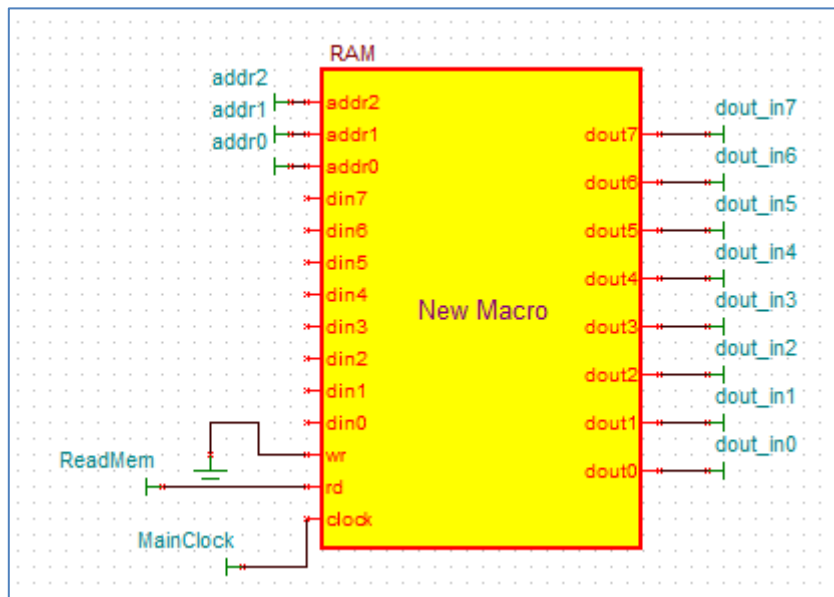 RAM
addr2
addr1
addr0
addr2
addr1
addr0
din7
din6
din5
din4
din3
din2
din1
din0
wr
rd
clock
New Macro
dout7
dout6
dout5
dout4
dout3
dout2
dout1
dout0
dout_in7
dout_in6
dout_in5
dout_in4
dout_in3
dout_in2
dout_in1
dout_in0
ReadMem
MainClock